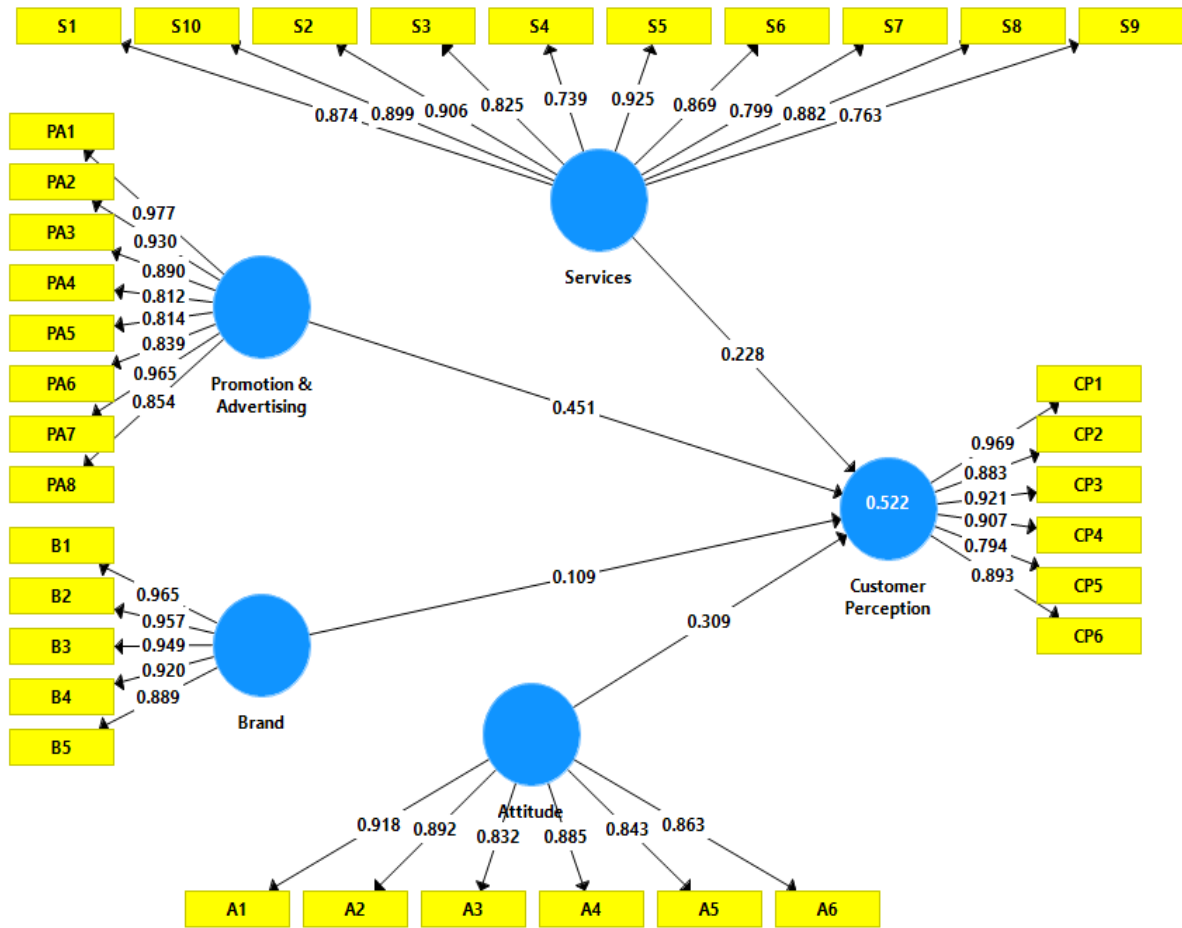 S1 S10 S2 S3 S4 S5 S6 S7 S8 S9
0.874 0.899 0.906 0.825 0.739 0.925 0.869 0.799 0.882 0.763
Services
PA1
PA2
PA3
PA4
PA5
PA6
PA7
PA8
0.977
0.930
0.890
0.812
0.814
0.839
0.965
0.854
Promotion &
Advertising
0.228
0.451
B1
B2
B3
B4
B5
0.965
0.957
0.949
0.920
0.889
Brand
0.109
0.309
0.522
Customer
Perception
0.969
0.883
0.921
0.907
0.794
0.893
CP1
CP2
CP3
CP4
CP5
CP6
Attitude
0.918 0.892 0.832 0.885 0.843 0.863
A1 A2 A3 A4 A5 A6